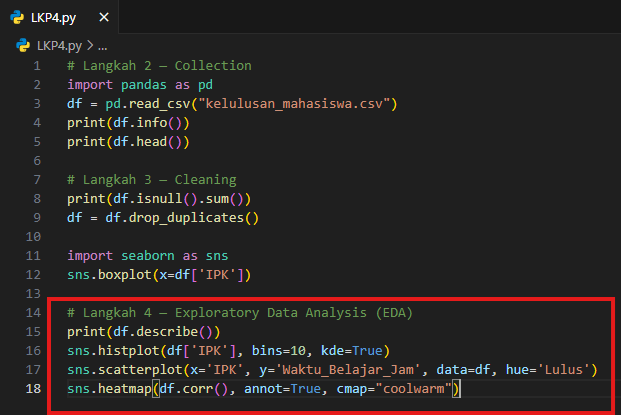 LKP4.py ×
LKP4.py > ...
1 # Langkah 2 — Collection
2 import pandas as pd
3 df = pd.read_csv("kelulusan_mahasiswa.csv")
4 print(df.info())
5 print(df.head())
6
7 # Langkah 3 — Cleaning
8 print(df.isnull().sum())
9 df = df.drop_duplicates()
10
11 import seaborn as sns
12 sns.boxplot(x=df['IPK'])
13
14 # Langkah 4 — Exploratory Data Analysis (EDA)
15 print(df.describe())
16 sns.histplot(df['IPK'], bins=10, kde=True)
17 sns.scatterplot(x='IPK', y='Waktu_Belajar_Jam', data=df, hue='Lulus')
18 sns.heatmap(df.corr(), annot=True, cmap="coolwarm")